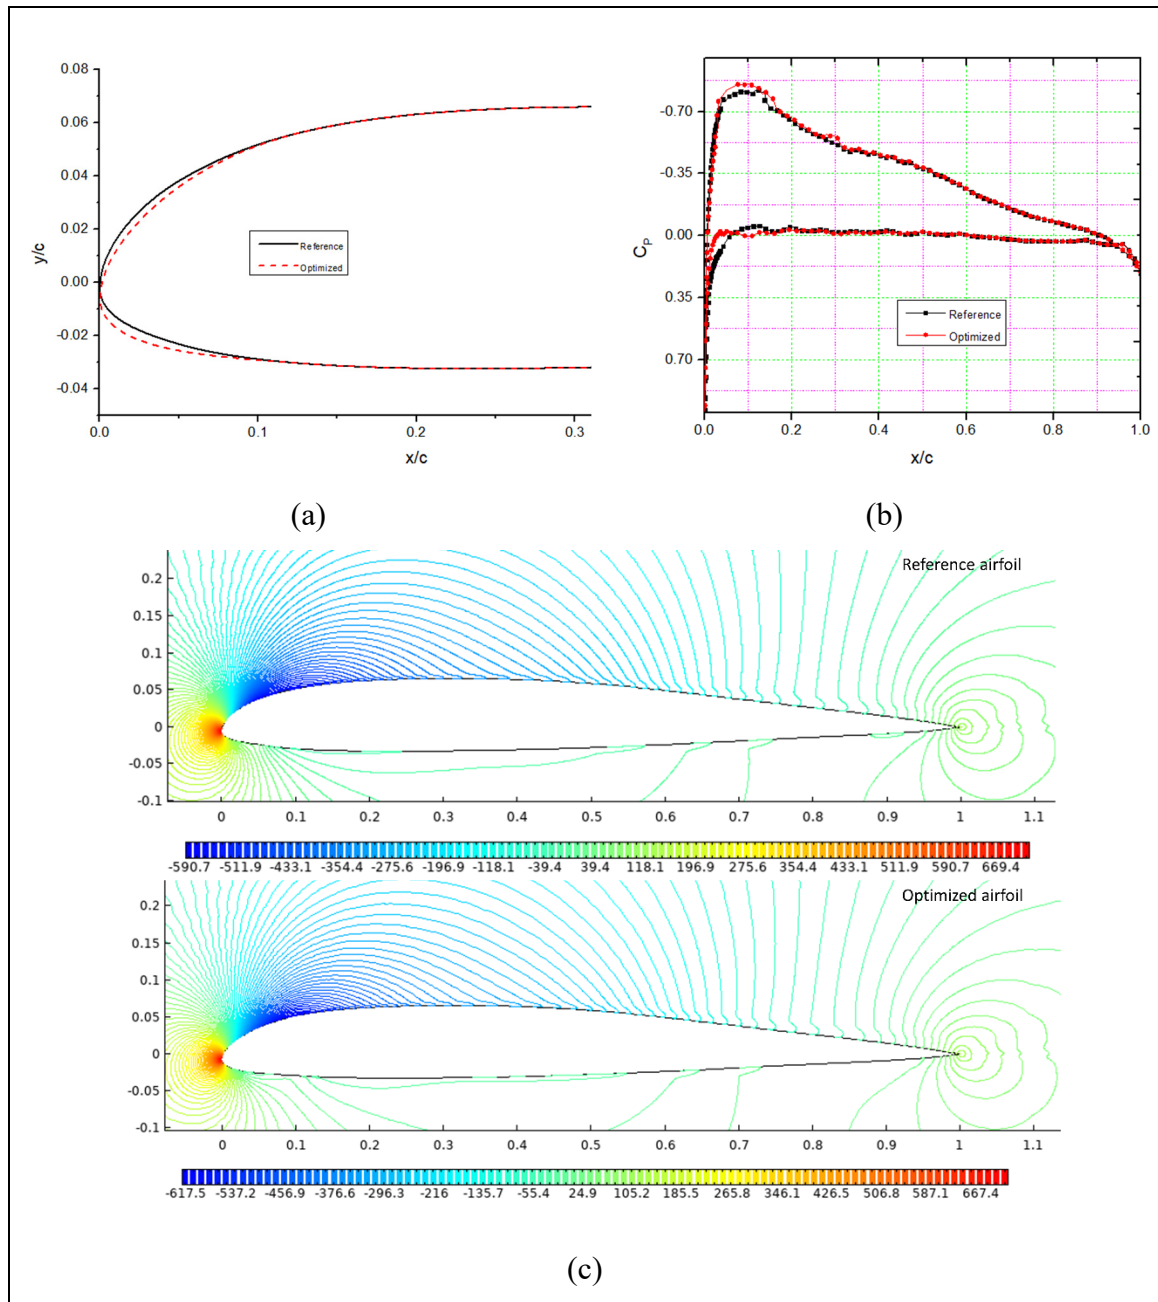 0.08
0.06
0.04
0.02
0.00
-0.02
-0.04
y/c
Reference
Optimized
0.0
0.1
0.2
0.3
x/c
(a)
-0.70
-0.35
0.00
0.35
0.70
CP
Reference
Optimized
0.0
0.2
0.4
0.6
0.8
1.0
x/c
(b)
Reference airfoil
0.2
0.15
0.1
0.05
0
-0.05
-0.1
0 0.1 0.2 0.3 0.4 0.5 0.6 0.7 0.8 0.9 1 1.1
-590.7 -511.9 -433.1 -354.4 -275.6 -196.9 -118.1 -39.4 39.4 118.1 196.9 275.6 354.4 433.1 511.9 590.7 669.4
Optimized airfoil
0.2
0.15
0.1
0.05
0
-0.05
-0.1
0 0.1 0.2 0.3 0.4 0.5 0.6 0.7 0.8 0.9 1 1.1
-617.5 -537.2 -456.9 -376.6 -296.3 -216 -135.7 -55.4 24.9 105.2 185.5 265.8 346.1 426.5 506.8 587.1 667.4
(c)